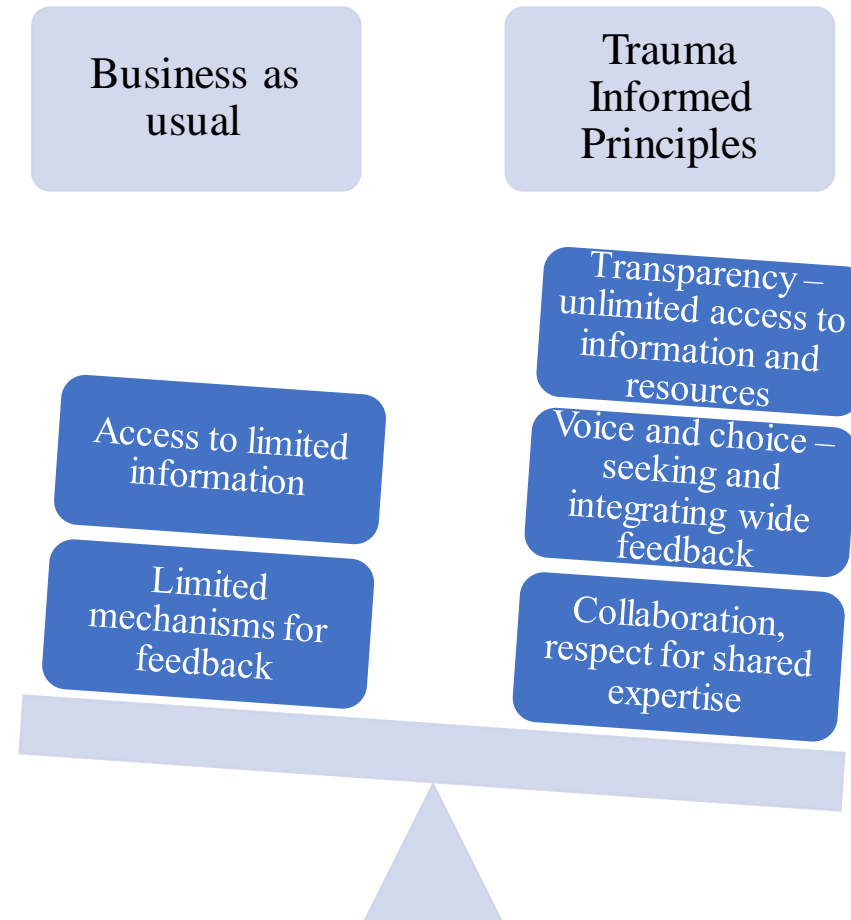 Business as
usual
Trauma
Informed
Principles
Access to limited
information
Limited
mechanisms for
feedback
Transparency –
unlimited access to
information and
resources
Voice and choice –
seeking and
integrating wide
feedback
Collaboration,
respect for shared
expertise